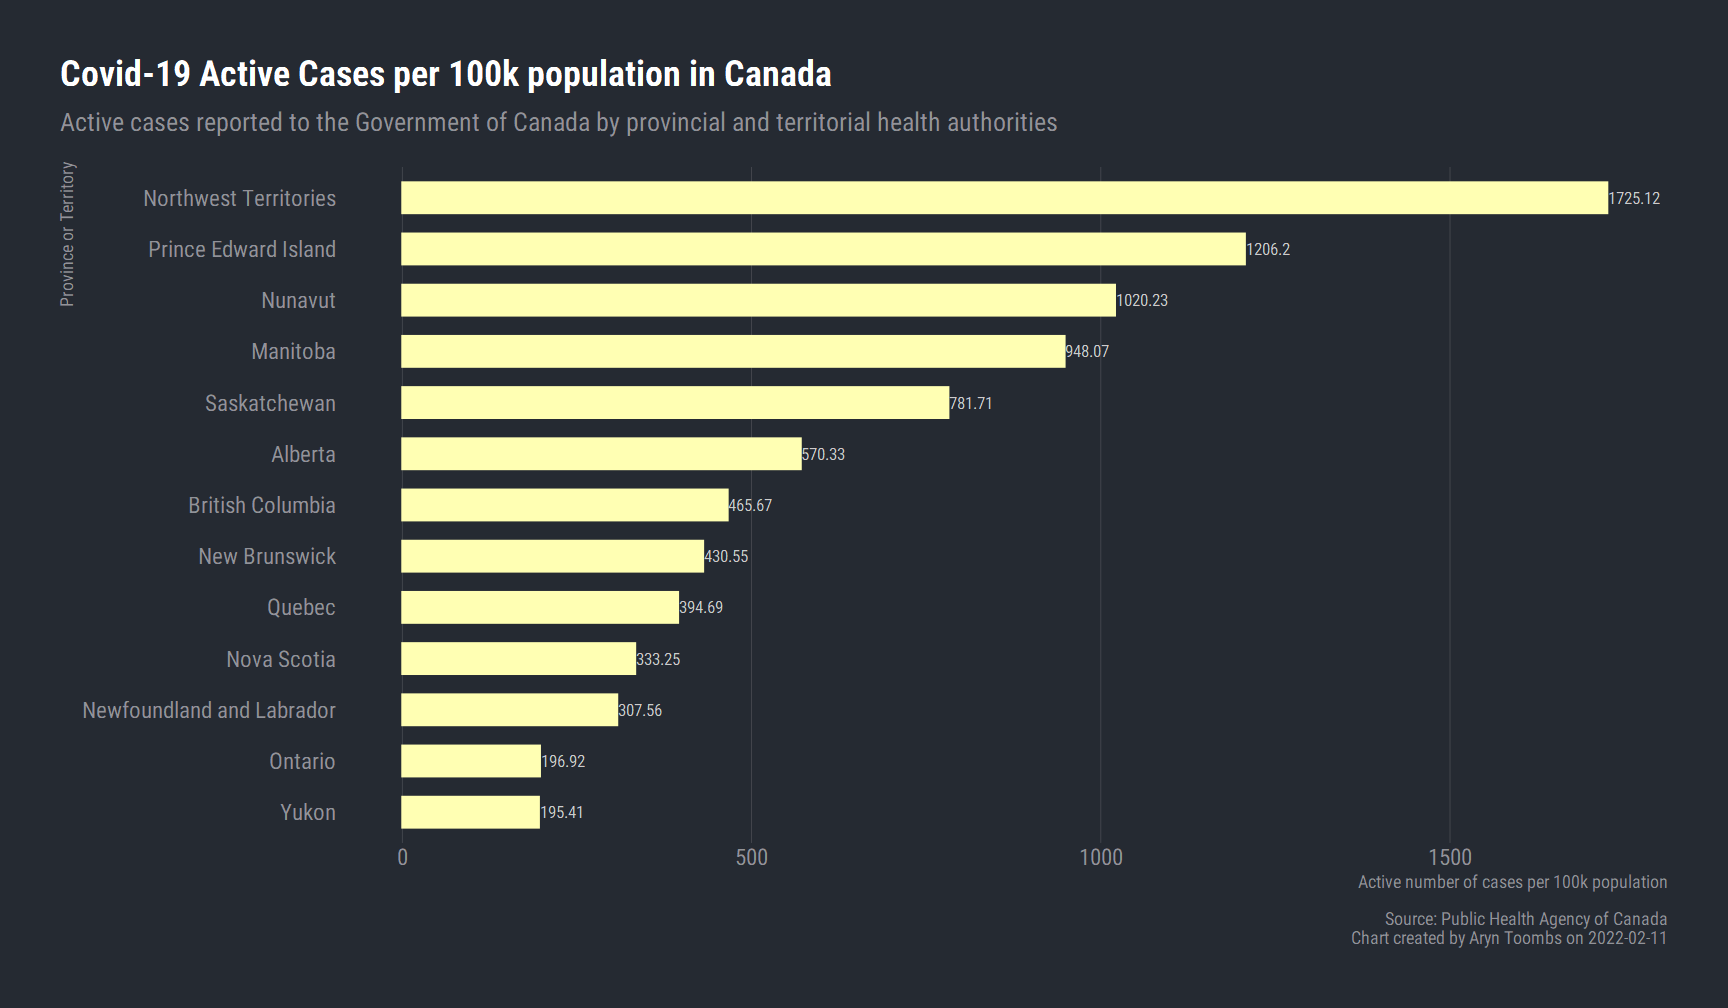 Covid-19 Active Cases per 100k population in Canada
Active cases reported to the Government of Canada by provincial and territorial health authorities
Province or Territory
Northwest Territories 1725.12
Prince Edward Island 1206.2
Nunavut 1020.23
Manitoba 948.07
Saskatchewan 781.71
Alberta 570.33
British Columbia 465.67
New Brunswick 430.55
Quebec 394.69
Nova Scotia 333.25
Newfoundland and Labrador 307.56
Ontario 196.92
Yukon 195.41
0 500 1000 1500
Active number of cases per 100k population
Source: Public Health Agency of Canada
Chart created by Aryn Toombs on 2022-02-11